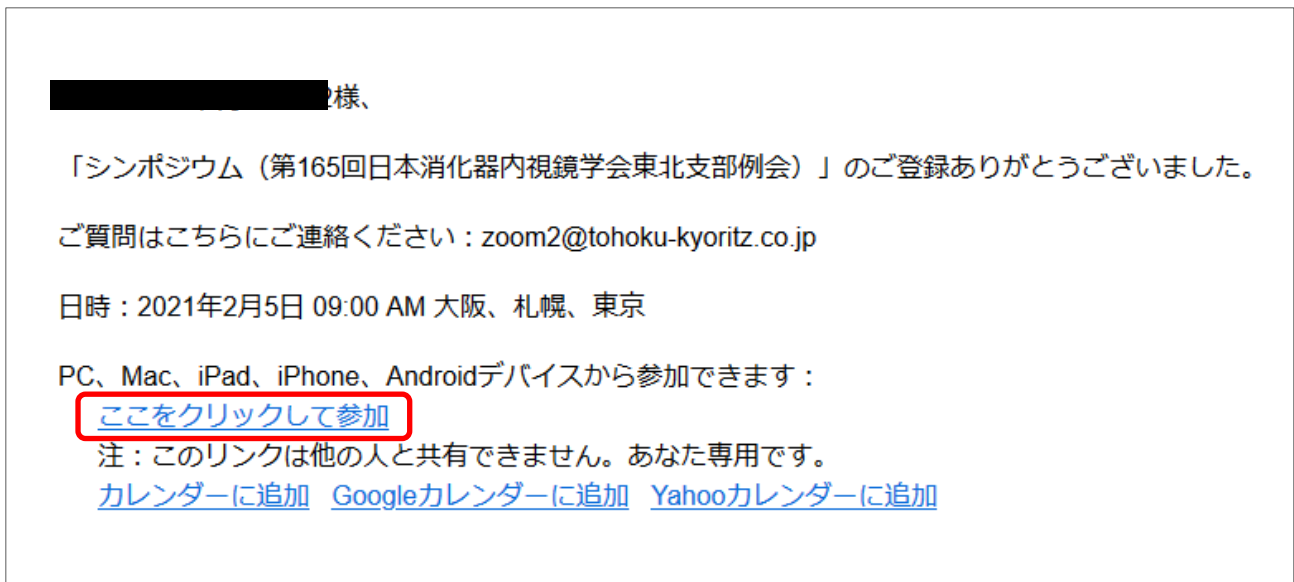 様、
「シンポジウム（第165回日本消化器内視鏡学会東北支部例会）」のご登録ありがとうございました。
ご質問はこちらにご連絡ください：zoom2@tohoku-kyoritz.co.jp
日時：2021年2月5日 09:00 AM 大阪、札幌、東京
PC、Mac、iPad、iPhone、Androidデバイスから参加できます：
ここをクリックして参加
注：このリンクは他の人と共有できません。あなた専用です。
カレンダーに追加 Googleカレンダーに追加 Yahooカレンダーに追加